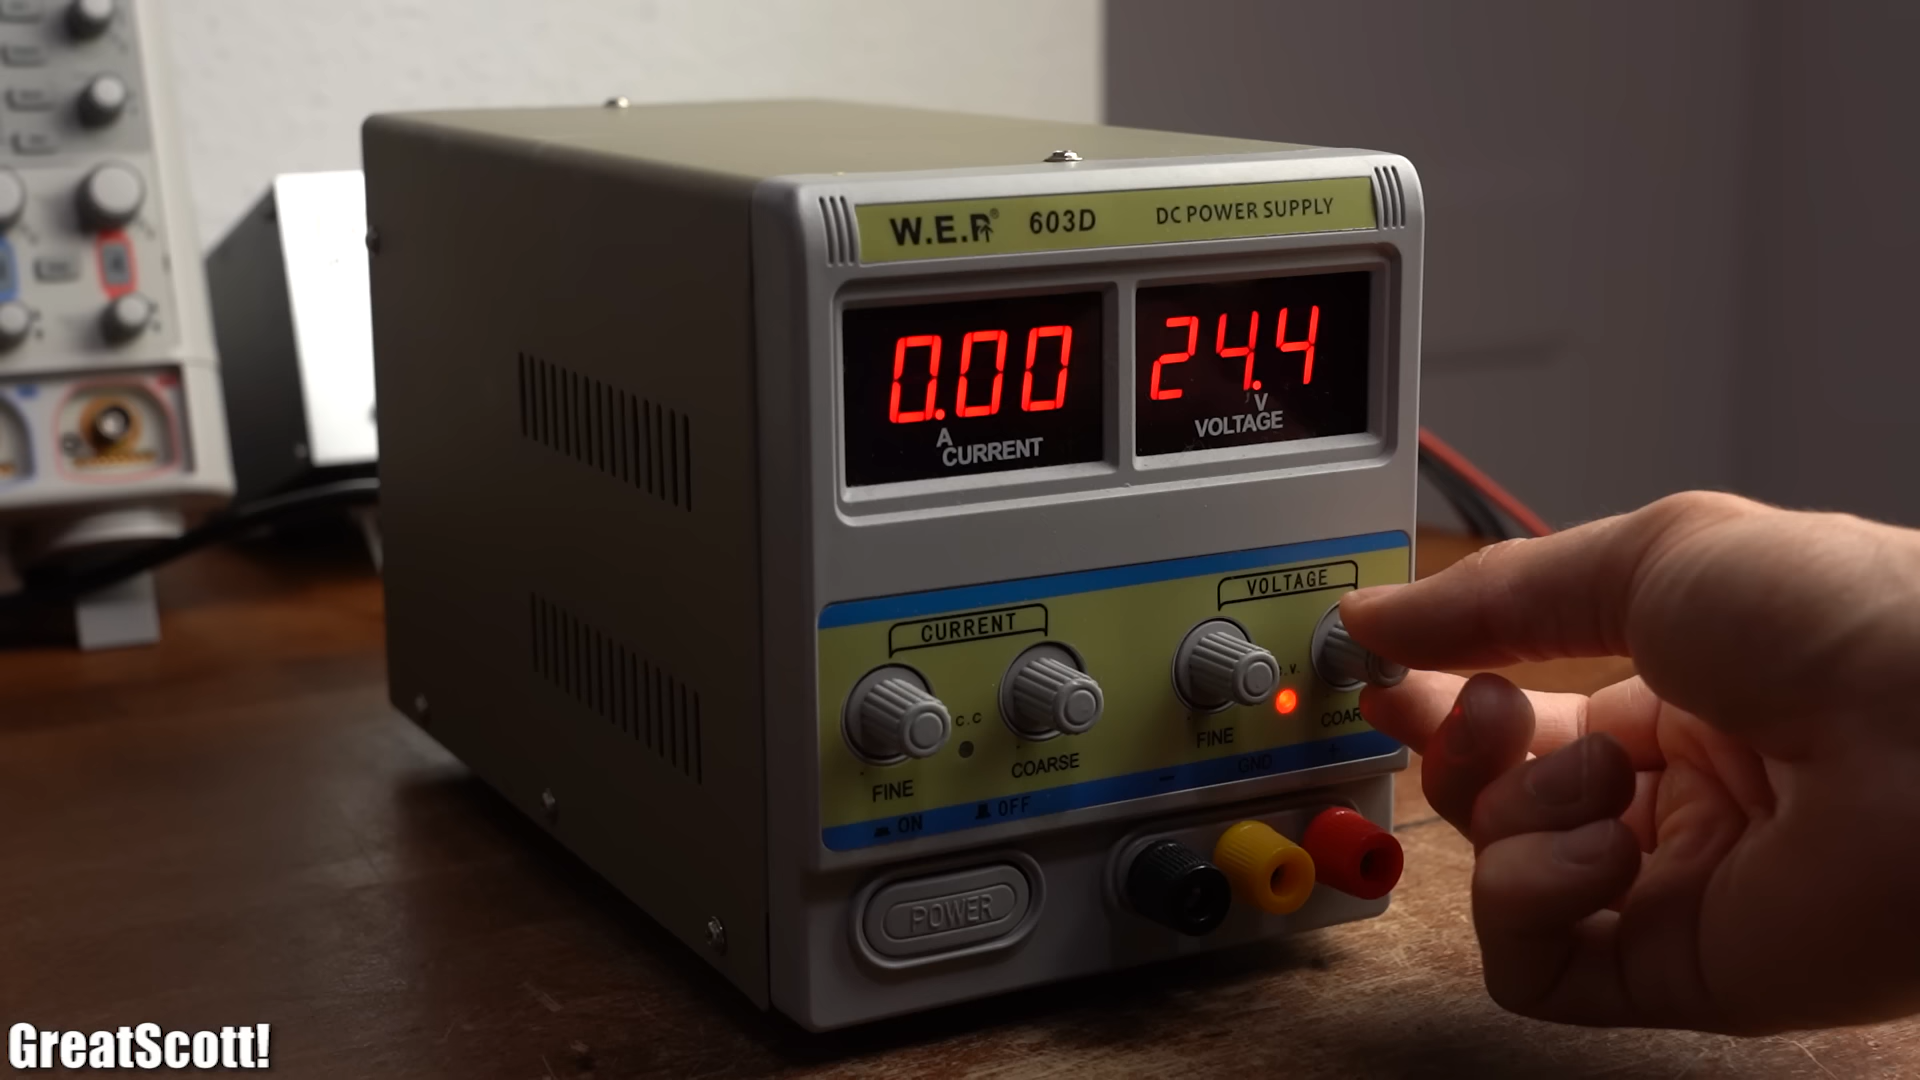 W.E.P® 603D DC POWER SUPPLY
0.00
A
CURRENT
24.4
V
VOLTAGE
CURRENT
VOLTAGE
C.C
FINE
COARSE
FINE
COAR
ON
OFF
−
GND
+
POWER
GreatScott!